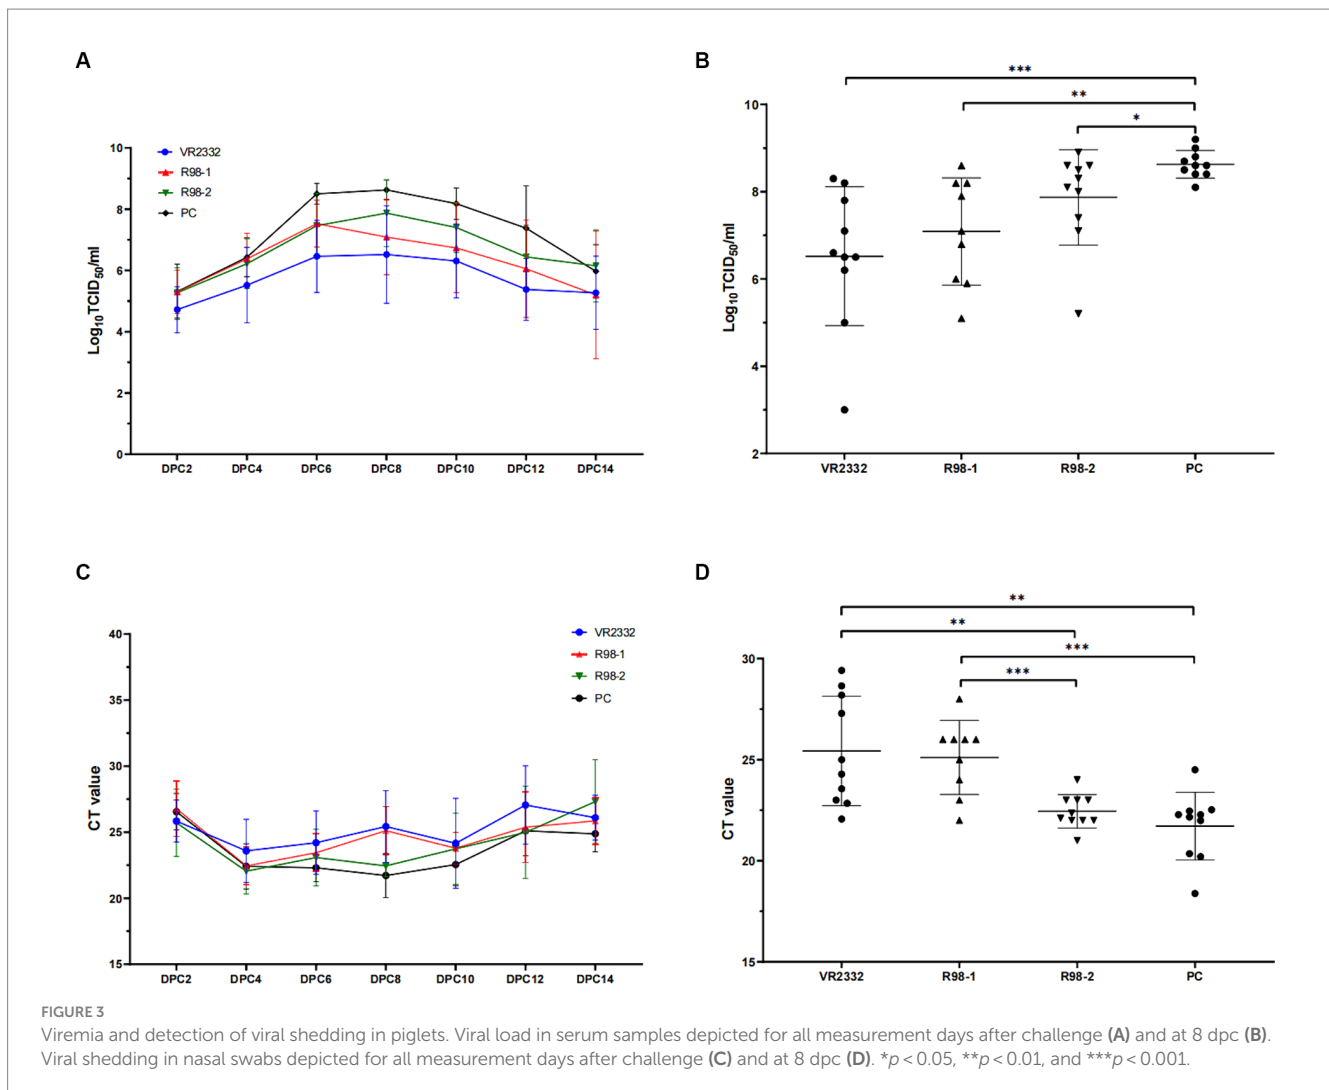 A
Log10TCID50/ml
10
8
6
4
2
0
VR2332
R98-1
R98-2
PC
DPC2 DPC4 DPC6 DPC8 DPC10 DPC12 DPC14
B
***
**
*
Log10TCID50/ml
10
8
6
4
2
VR2332 R98-1 R98-2 PC
C
CT value
40
35
30
25
20
15
VR2332
R98-1
R98-2
PC
DPC2 DPC4 DPC6 DPC8 DPC10 DPC12 DPC14
D
**
**
***
***
CT value
30
25
20
15
VR2332 R98-1 R98-2 PC
FIGURE 3
Viremia and detection of viral shedding in piglets. Viral load in serum samples depicted for all measurement days after challenge (A) and at 8 dpc (B).
Viral shedding in nasal swabs depicted for all measurement days after challenge (C) and at 8 dpc (D). *p < 0.05, **p < 0.01, and ***p < 0.001.